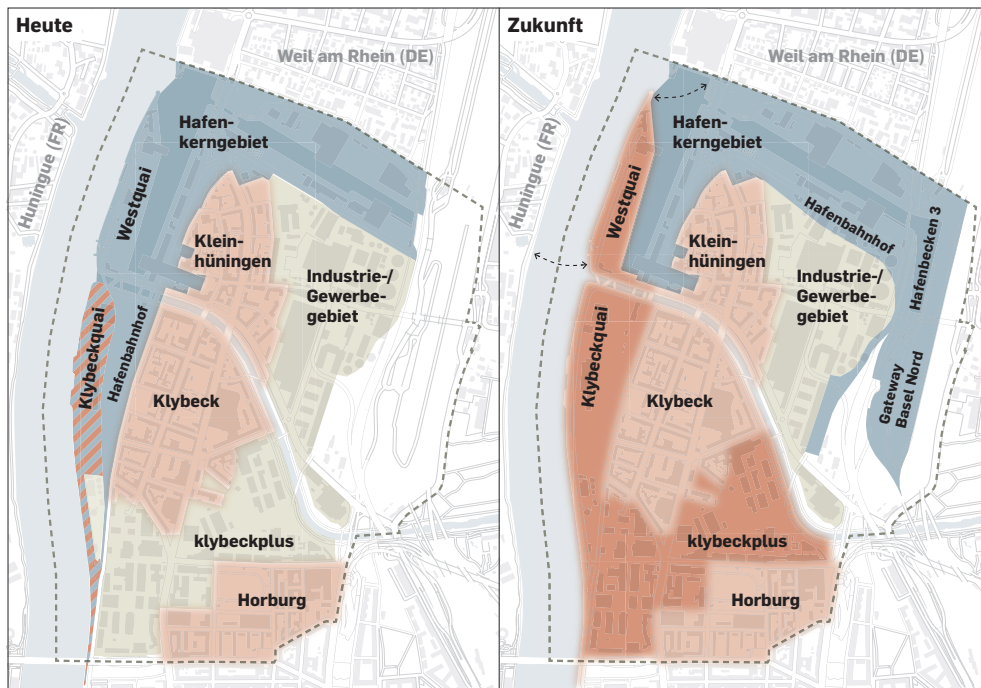 Heute
Weil am Rhein (DE)
Huningue (FR)
Hafen-
kerngebiet
Westquai
Klein-
hüningen
Industrie-/
Gewerbe-
gebiet
Klybeckquai
Hafenbahnhof
Klybeck
klybeckplus
Horburg
Zukunft
Weil am Rhein (DE)
Huningue (FR)
Hafen-
kerngebiet
Westquai
Hafenbahnhof
Hafenbecken 3
Klein-
hüningen
Industrie-/
Gewerbe-
gebiet
Klybeckquai
Klybeck
Gateway
Basel Nord
klybeckplus
Horburg